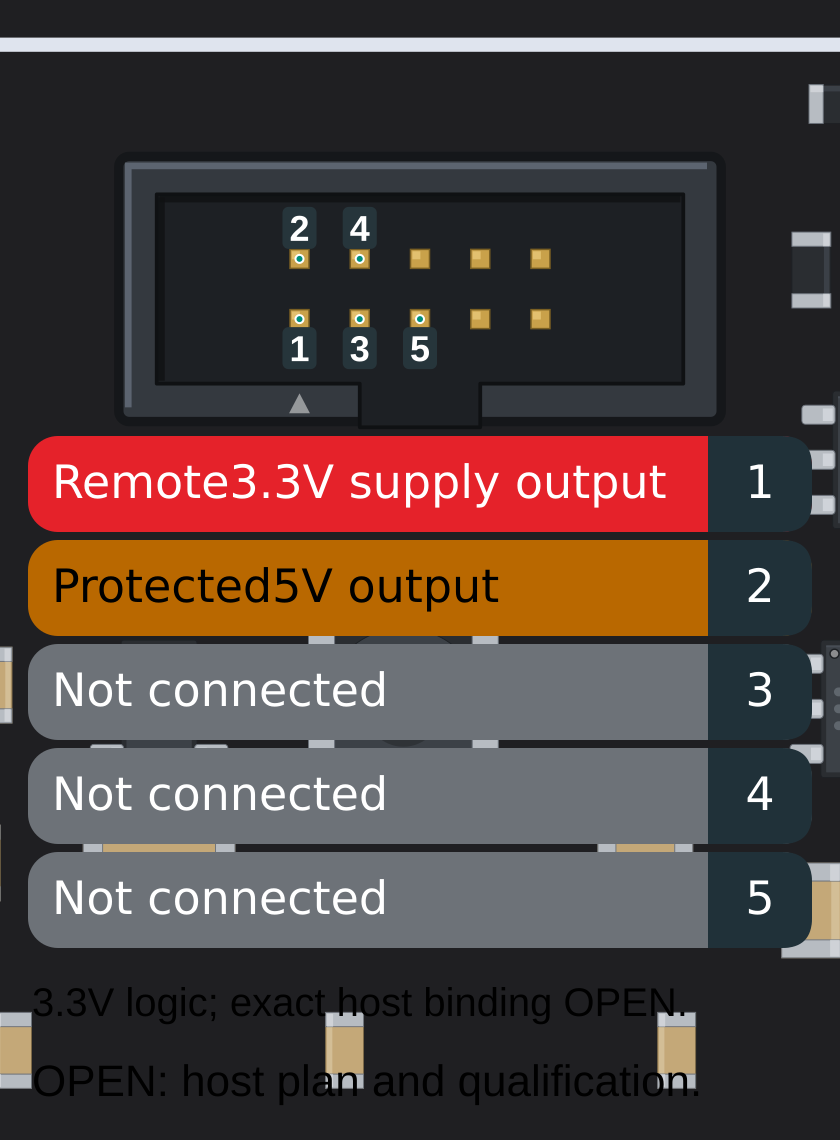 2 4
1 3 5
Remote3.3V supply output 1
Protected5V output 2
Not connected 3
Not connected 4
Not connected 5
3.3V logic; exact host binding OPEN.
OPEN: host plan and qualification.